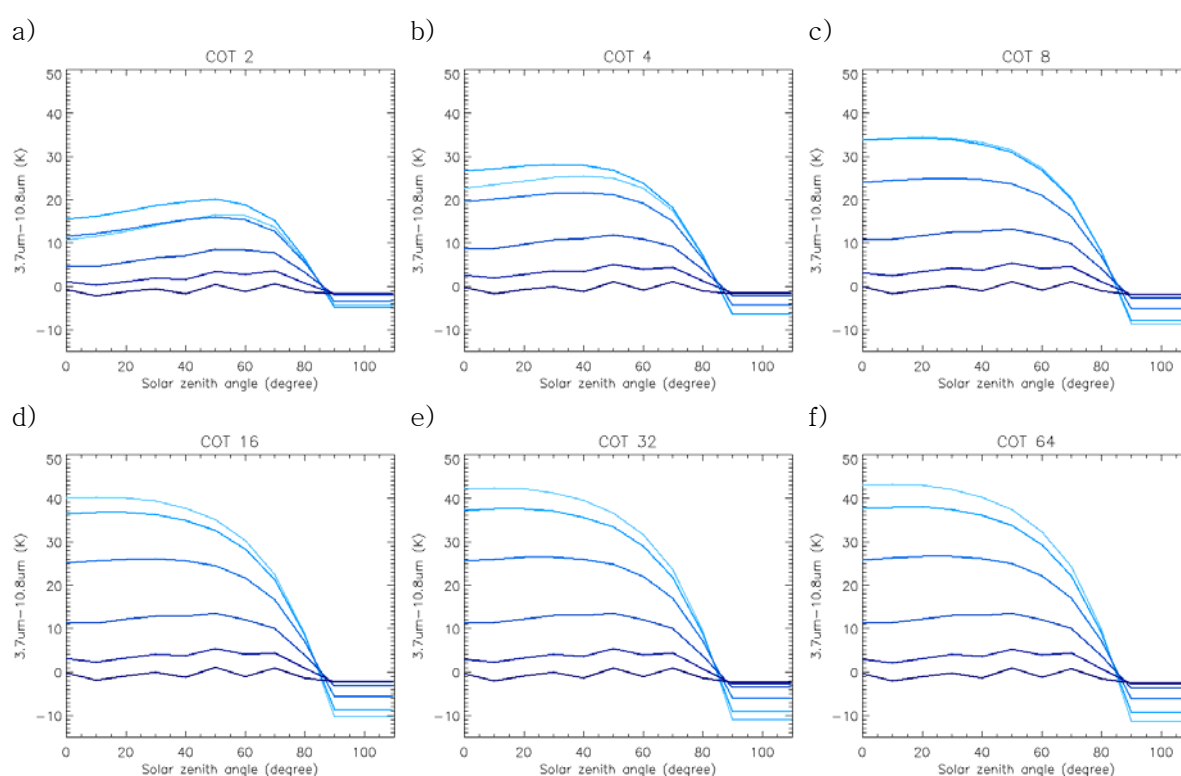 a)
COT 2
3.7um-10.8um (K)
50
40
30
20
10
0
-10
0 20 40 60 80 100
Solar zenith angle (degree)
b)
COT 4
3.7um-10.8um (K)
50
40
30
20
10
0
-10
0 20 40 60 80 100
Solar zenith angle (degree)
c)
COT 8
3.7um-10.8um (K)
50
40
30
20
10
0
-10
0 20 40 60 80 100
Solar zenith angle (degree)
d)
COT 16
3.7um-10.8um (K)
50
40
30
20
10
0
-10
0 20 40 60 80 100
Solar zenith angle (degree)
e)
COT 32
3.7um-10.8um (K)
50
40
30
20
10
0
-10
0 20 40 60 80 100
Solar zenith angle (degree)
f)
COT 64
3.7um-10.8um (K)
50
40
30
20
10
0
-10
0 20 40 60 80 100
Solar zenith angle (degree)